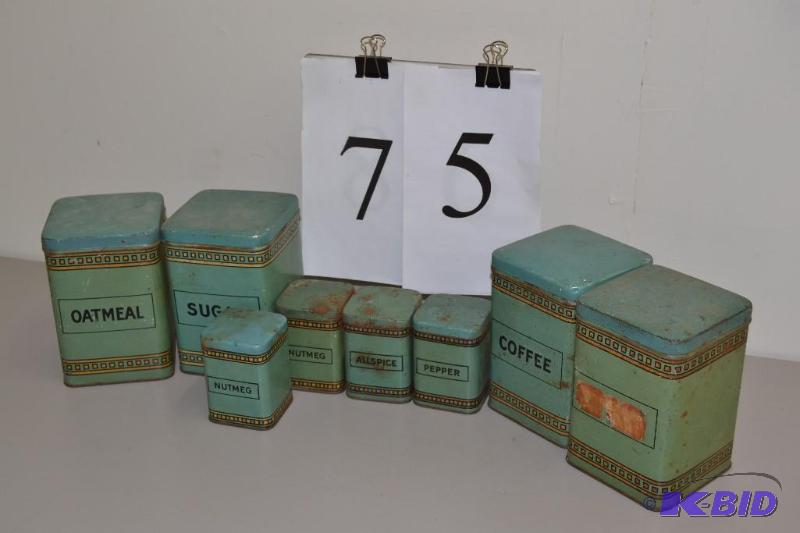 7 5
OATMEAL
SUGA
NUTMEG
NUTMEG
ALLSPICE
PEPPER
COFFEE
© K-BID